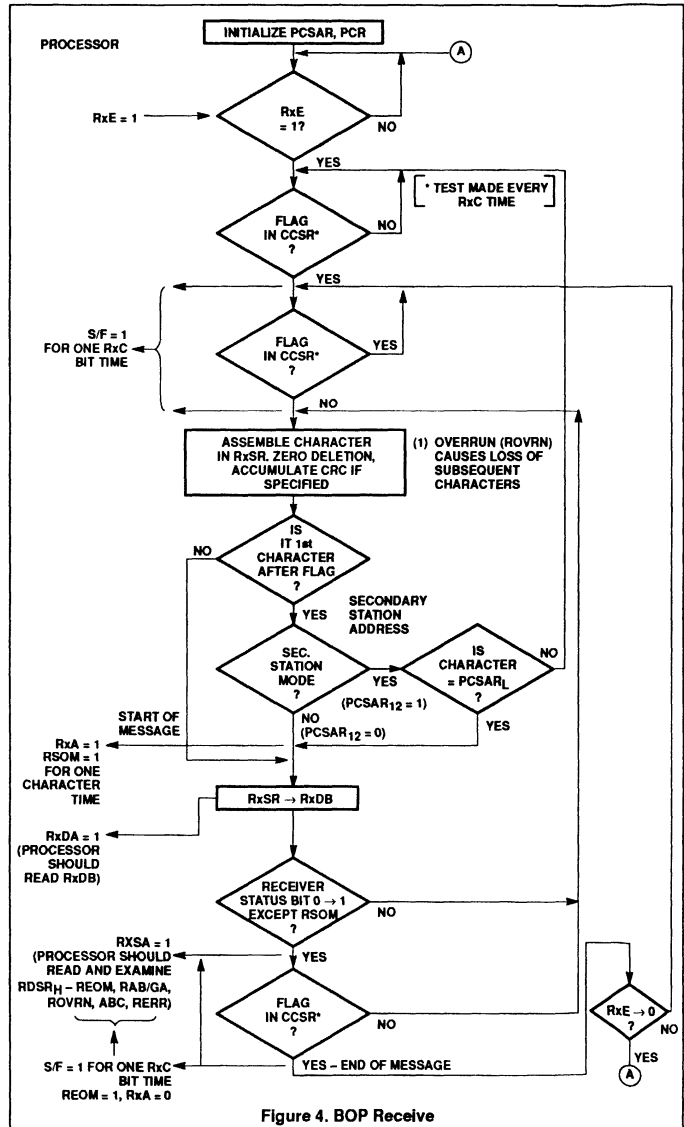 INITIALIZE PCSAR, PCR
PROCESSOR
A
RxE = 1
RxE
= 1?
NO
YES
[* TEST MADE EVERY
RxC TIME]
FLAG
IN CCSR*
?
NO
YES
S/F = 1
FOR ONE RxC
BIT TIME
FLAG
IN CCSR*
?
YES
NO
ASSEMBLE CHARACTER
IN RxSR. ZERO DELETION,
ACCUMULATE CRC IF
SPECIFIED
(1) OVERRUN (ROVRN)
CAUSES LOSS OF
SUBSEQUENT
CHARACTERS
IS
IT 1st
CHARACTER
AFTER FLAG
?
NO
YES
SECONDARY
STATION
ADDRESS
SEC.
STATION
MODE
?
YES
(PCSAR12 = 1)
IS
CHARACTER
= PCSARL
?
NO
YES
NO
(PCSAR12 = 0)
START OF
MESSAGE
RxA = 1
RSOM = 1
FOR ONE
CHARACTER
TIME
RxSR → RxDB
RxDA = 1
(PROCESSOR
SHOULD
READ RxDB)
RECEIVER
STATUS BIT 0 → 1
EXCEPT RSOM
?
NO
YES
RXSA = 1
(PROCESSOR SHOULD
READ AND EXAMINE
RDSRH – REOM, RAB/GA,
ROVRN, ABC, RERR)
FLAG
IN CCSR*
?
NO
YES – END OF MESSAGE
S/F = 1 FOR ONE RxC
BIT TIME
REOM = 1, RxA = 0
RxE → 0
?
NO
YES
A
Figure 4. BOP Receive